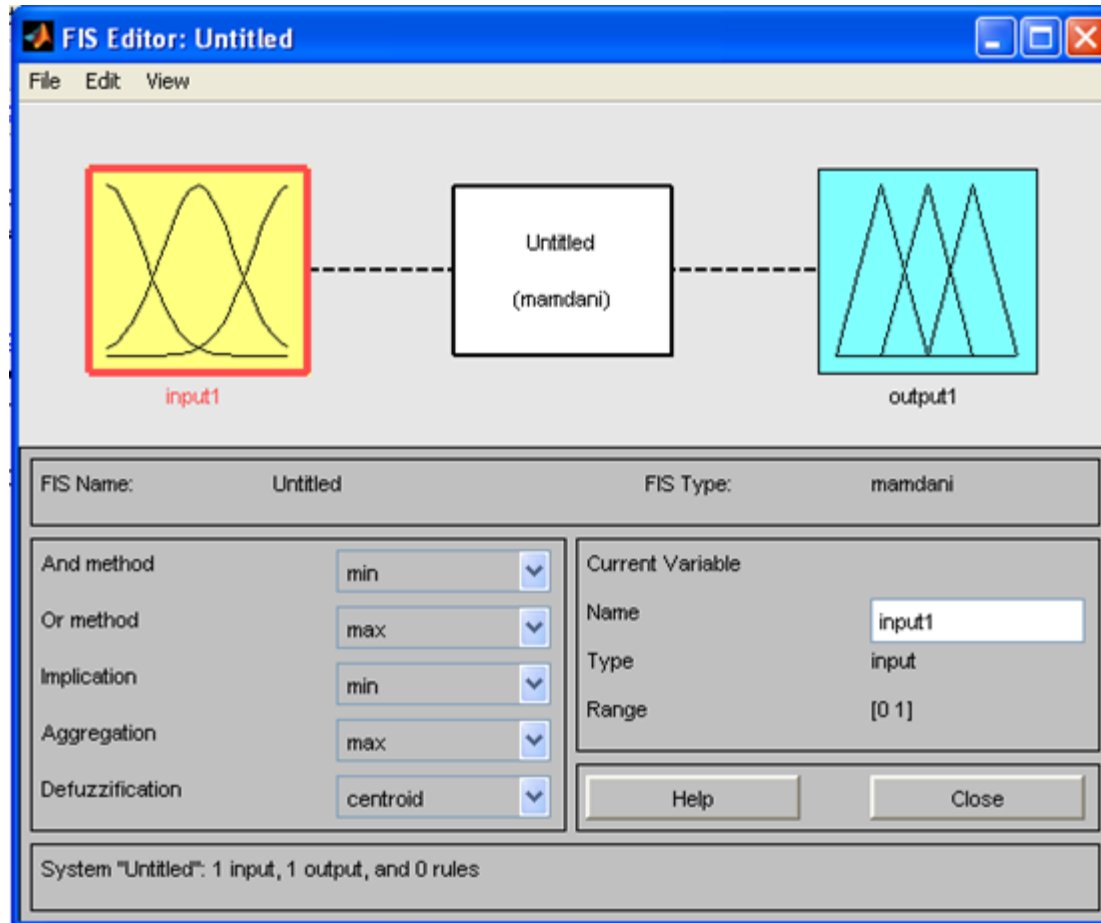 FIS Editor: Untitled
File Edit View
Untitled
(mamdani)
input1
output1
FIS Name: Untitled FIS Type: mamdani
And method min
Or method max
Implication min
Aggregation max
Defuzzification centroid
Current Variable
Name input1
Type input
Range [0 1]
Help Close
System "Untitled": 1 input, 1 output, and 0 rules